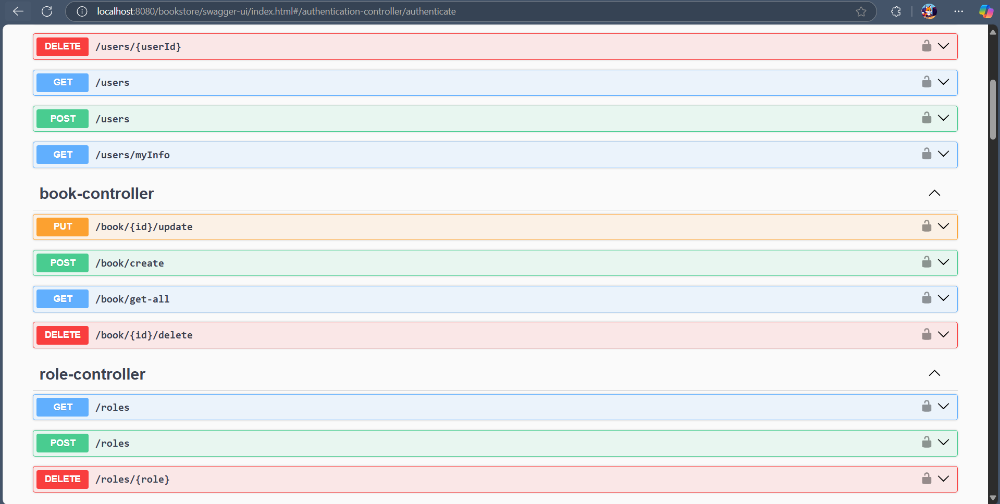 localhost:8080/bookstore/swagger-ui/index.html#/authentication-controller/authenticate
DELETE /users/{userId}
GET /users
POST /users
GET /users/myInfo
book-controller
PUT /book/{id}/update
POST /book/create
GET /book/get-all
DELETE /book/{id}/delete
role-controller
GET /roles
POST /roles
DELETE /roles/{role}